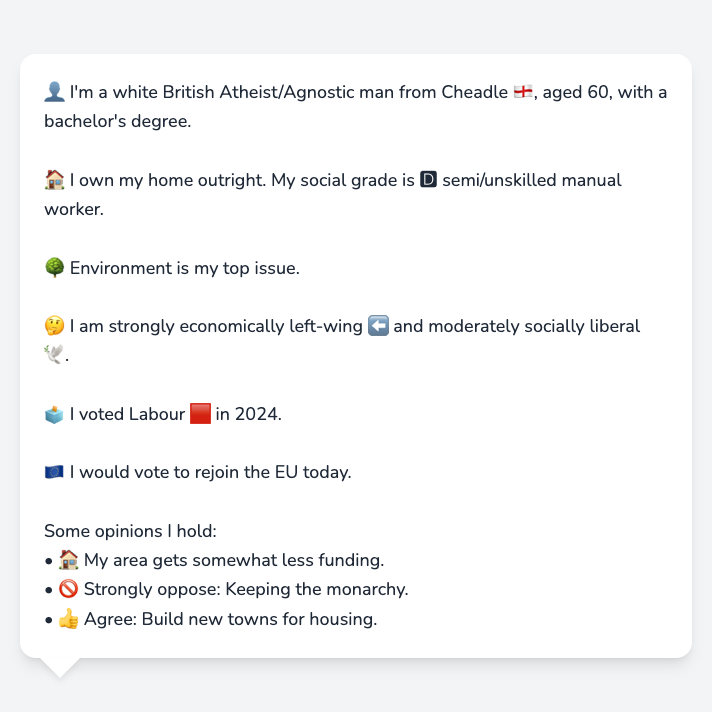 👤 I'm a white British Atheist/Agnostic man from Cheadle 🏴󠁧󠁢󠁥󠁮󠁧󠁿, aged 60, with a
bachelor's degree.
🏠 I own my home outright. My social grade is 🅳 semi/unskilled manual
worker.
🌳 Environment is my top issue.
🤔 I am strongly economically left-wing ⬅️ and moderately socially liberal
🕊️.
🗳️ I voted Labour 🟥 in 2024.
🇪🇺 I would vote to rejoin the EU today.
Some opinions I hold:
• 🏠 My area gets somewhat less funding.
• 🚫 Strongly oppose: Keeping the monarchy.
• 👍 Agree: Build new towns for housing.